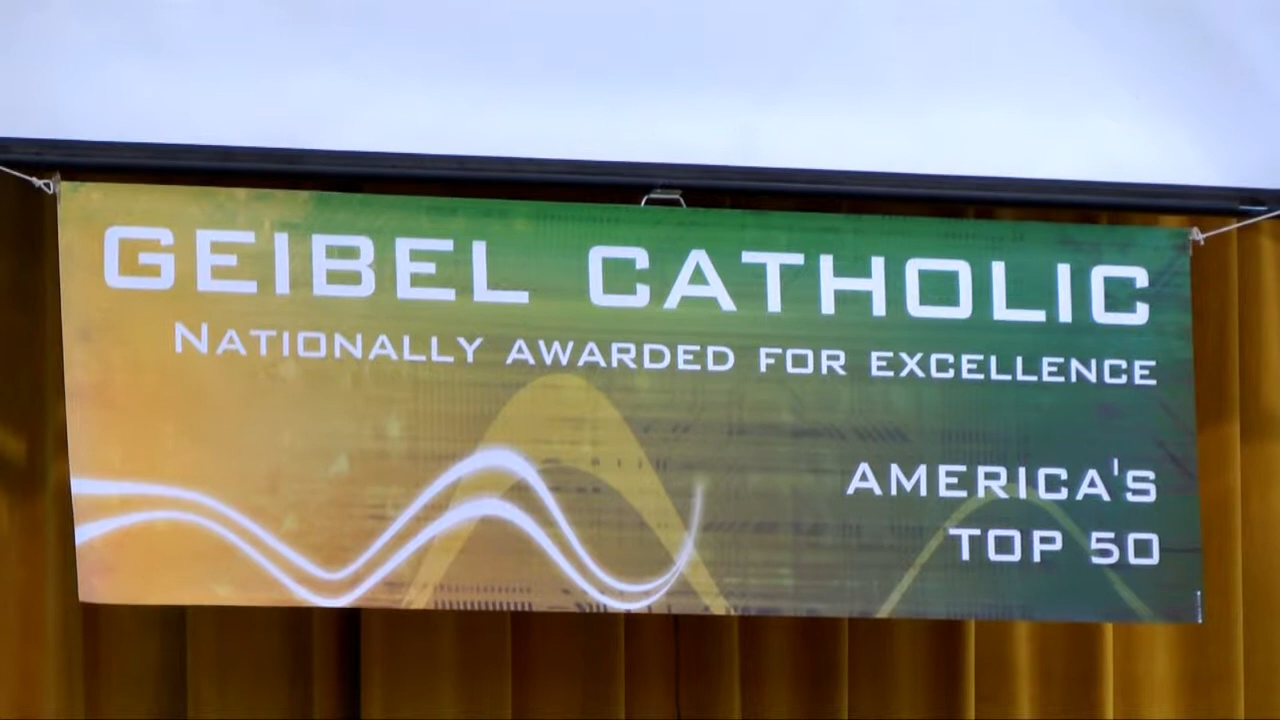 GEIBEL CATHOLIC
NATIONALLY AWARDED FOR EXCELLENCE
AMERICA'S
TOP 50